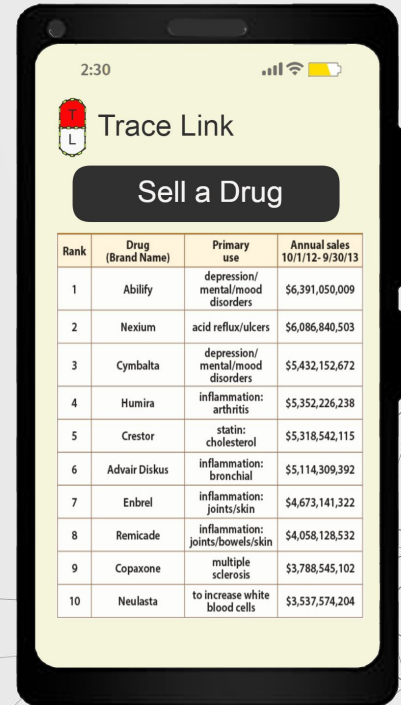 2:30
T
L
Trace Link
Sell a Drug
Rank Drug (Brand Name) Primary use Annual sales 10/1/12- 9/30/13
1 Abilify depression/ mental/mood disorders $6,391,050,009
2 Nexium acid reflux/ulcers $6,086,840,503
3 Cymbalta depression/ mental/mood disorders $5,432,152,672
4 Humira inflammation: arthritis $5,352,226,238
5 Crestor statin: cholesterol $5,318,542,115
6 Advair Diskus inflammation: bronchial $5,114,309,392
7 Enbrel inflammation: joints/skin $4,673,141,322
8 Remicade inflammation: joints/bowels/skin $4,058,128,532
9 Copaxone multiple sclerosis $3,788,545,102
10 Neulasta to increase white blood cells $3,537,574,204